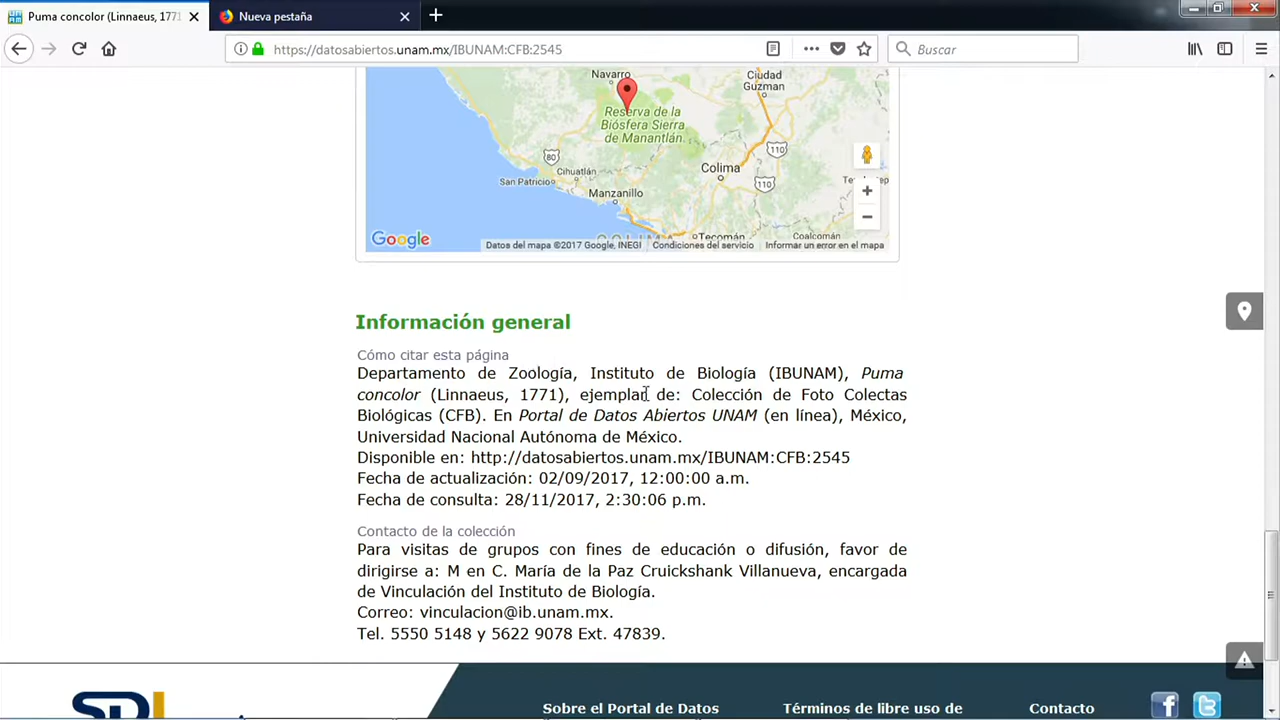 Puma concolor (Linnaeus, 1771
Nueva pestaña
https://datosabiertos.unam.mx/IBUNAM:CFB:2545
Buscar
Navarro
Ciudad
Guzman
Reserva de la
Biósfera Sierra
de Manantlán
80
110
Cihuatlán
Colima
San Patricio
110
Manzanillo
Tecomán
Coalcomán
Google
Datos del mapa ©2017 Google, INEGI
Condiciones del servicio
Informar un error en el mapa
Información general
Cómo citar esta página
Departamento de Zoología, Instituto de Biología (IBUNAM), Puma
concolor (Linnaeus, 1771), ejemplar de: Colección de Foto Colectas
Biológicas (CFB). En Portal de Datos Abiertos UNAM (en línea), México,
Universidad Nacional Autónoma de México.
Disponible en: http://datosabiertos.unam.mx/IBUNAM:CFB:2545
Fecha de actualización: 02/09/2017, 12:00:00 a.m.
Fecha de consulta: 28/11/2017, 2:30:06 p.m.
Contacto de la colección
Para visitas de grupos con fines de educación o difusión, favor de
dirigirse a: M en C. María de la Paz Cruickshank Villanueva, encargada
de Vinculación del Instituto de Biología.
Correo: vinculacion@ib.unam.mx.
Tel. 5550 5148 y 5622 9078 Ext. 47839.
Sobre el Portal de Datos
Términos de libre uso de
Contacto